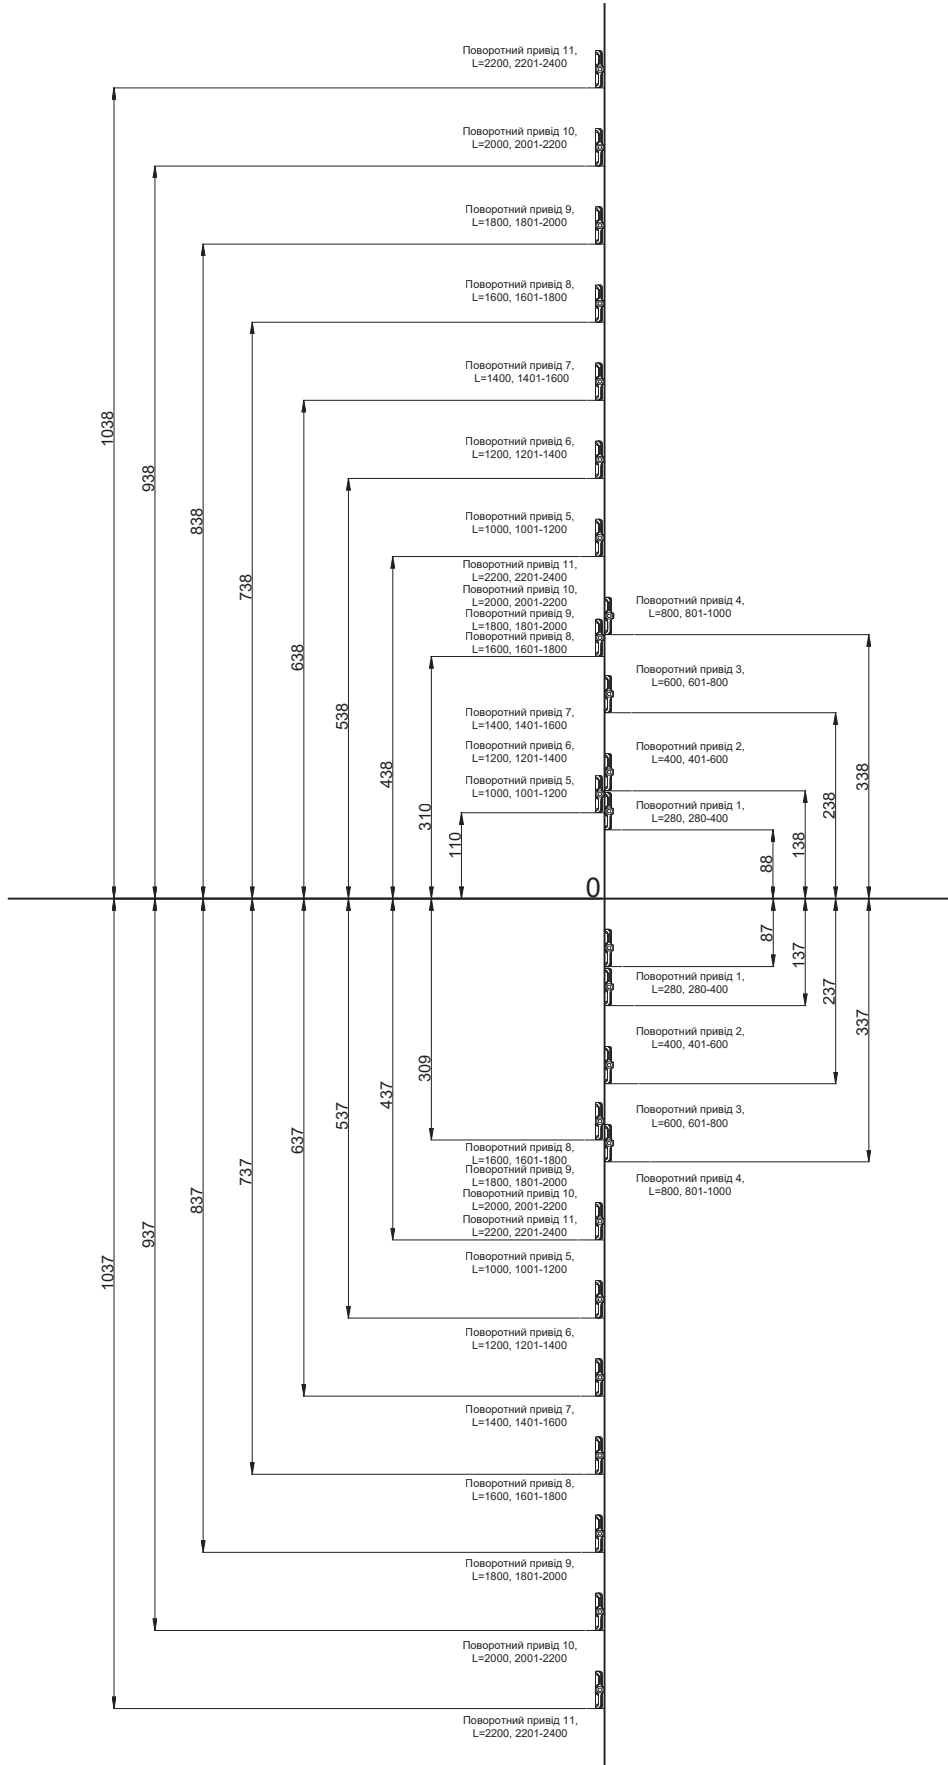 Поворотний привід 11,
L=2200, 2201-2400
Поворотний привід 10,
L=2000, 2001-2200
Поворотний привід 9,
L=1800, 1801-2000
Поворотний привід 8,
L=1600, 1601-1800
Поворотний привід 7,
L=1400, 1401-1600
Поворотний привід 6,
L=1200, 1201-1400
Поворотний привід 5,
L=1000, 1001-1200
Поворотний привід 11,
L=2200, 2201-2400
Поворотний привід 10,
L=2000, 2001-2200
Поворотний привід 9,
L=1800, 1801-2000
Поворотний привід 8,
L=1600, 1601-1800
Поворотний привід 7,
L=1400, 1401-1600
Поворотний привід 6,
L=1200, 1201-1400
Поворотний привід 5,
L=1000, 1001-1200
Поворотний привід 4,
L=800, 801-1000
Поворотний привід 3,
L=600, 601-800
Поворотний привід 2,
L=400, 401-600
Поворотний привід 1,
L=280, 280-400
1038
938
838
738
638
538
438
310
110
88
138
238
338
0
1037
937
837
737
637
537
437
309
87
137
237
337
Поворотний привід 1,
L=280, 280-400
Поворотний привід 2,
L=400, 401-600
Поворотний привід 3,
L=600, 601-800
Поворотний привід 4,
L=800, 801-1000
Поворотний привід 8,
L=1600, 1601-1800
Поворотний привід 9,
L=1800, 1801-2000
Поворотний привід 10,
L=2000, 2001-2200
Поворотний привід 11,
L=2200, 2201-2400
Поворотний привід 5,
L=1000, 1001-1200
Поворотний привід 6,
L=1200, 1201-1400
Поворотний привід 7,
L=1400, 1401-1600
Поворотний привід 8,
L=1600, 1601-1800
Поворотний привід 9,
L=1800, 1801-2000
Поворотний привід 10,
L=2000, 2001-2200
Поворотний привід 11,
L=2200, 2201-2400